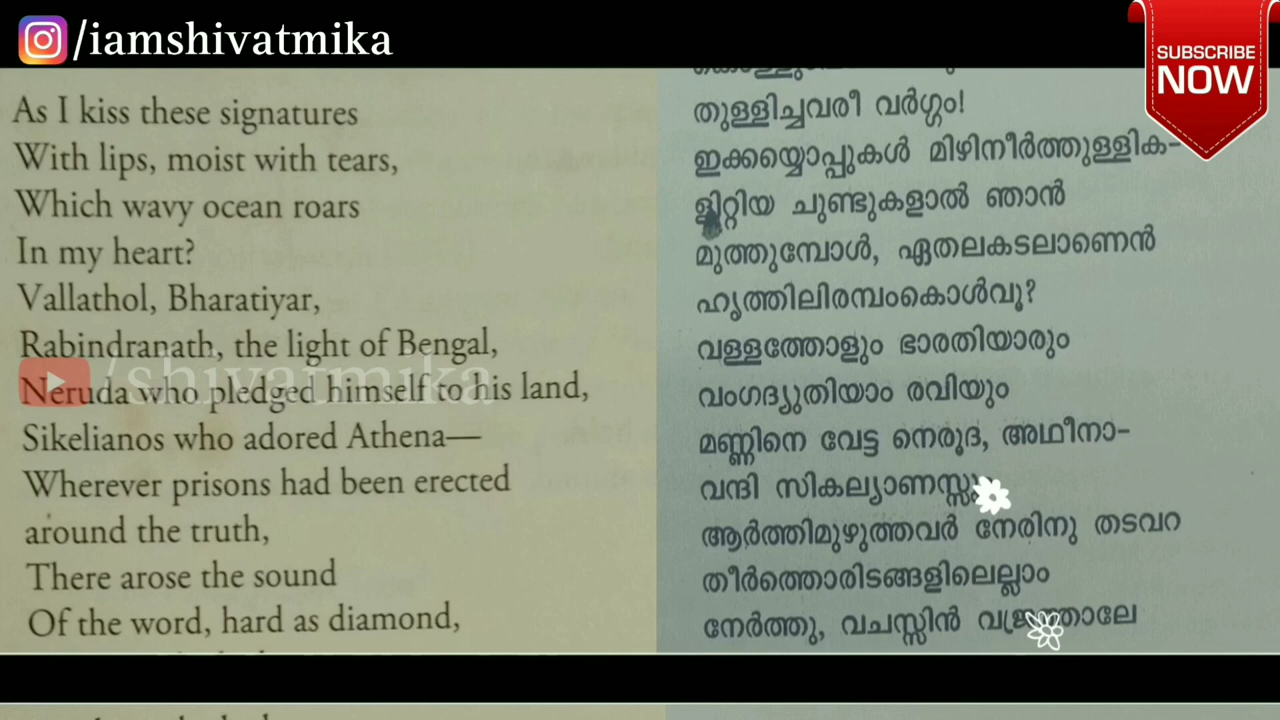 /iamshivatmika
SUBSCRIBE
NOW
As I kiss these signatures
With lips, moist with tears,
Which wavy ocean roars
In my heart?
Vallathol, Bharatiyar,
Rabindranath, the light of Bengal,
Neruda who pledged himself to his land,
Sikelianos who adored Athena—
Wherever prisons had been erected
around the truth,
There arose the sound
Of the word, hard as diamond,
/shivatmika
തുള്ളിച്ചവരീ വർഗ്ഗം!
ഇക്കയ്യൊപ്പുകൾ മിഴിനീർത്തുള്ളിക-
ളിറ്റിയ ചുണ്ടുകളാൽ ഞാൻ
മുത്തുമ്പോൾ, ഏതലകടലാണെൻ
ഹൃത്തിലിരമ്പംകൊൾവൂ?
വള്ളത്തോളും ഭാരതിയാരും
വംഗദ്യുതിയാം രവിയും
മണ്ണിനെ വേട്ട നെരൂദ, അഥീനാ-
വന്ദി സികല്യാണസ്സും
ആർത്തിമുഴുത്തവർ നേരിനു തടവറ
തീർത്തൊരിടങ്ങളിലെല്ലാം
നേർത്തു, വചസ്സിൻ